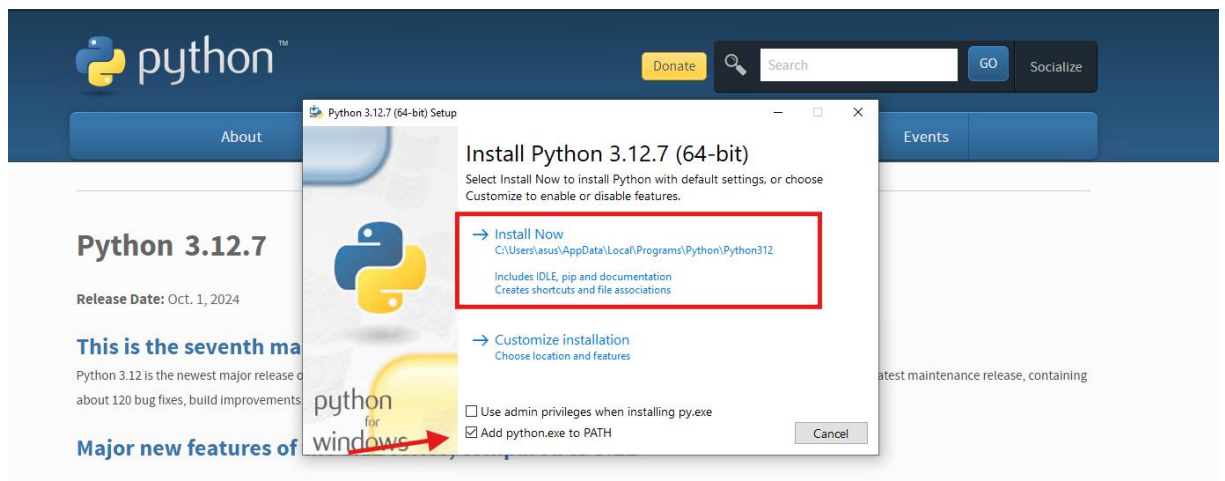 python™
Donate
Search
GO
Socialize
About
Events
Python 3.12.7 (64-bit) Setup
Install Python 3.12.7 (64-bit)
Select Install Now to install Python with default settings, or choose
Customize to enable or disable features.
Install Now
C:\Users\asus\AppData\Local\Programs\Python\Python312
Includes IDLE, pip and documentation
Creates shortcuts and file associations
Customize installation
Choose location and features
Use admin privileges when installing py.exe
Add python.exe to PATH
Cancel
python
for
windows
Python 3.12.7
Release Date: Oct. 1, 2024
This is the seventh
Python 3.12 is the newest major release
atest maintenance release, containing
about 120 bug fixes, build improvements
Major new features of